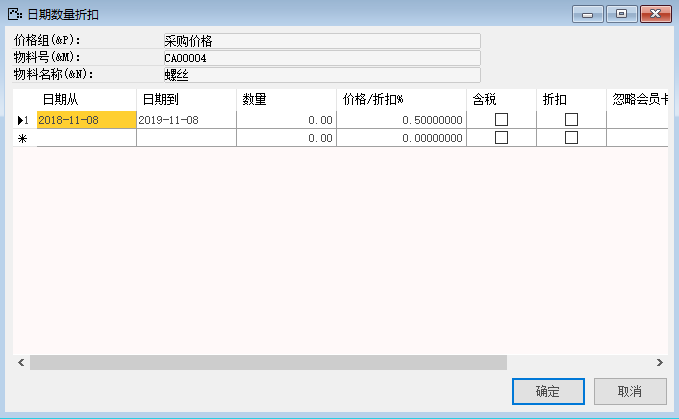 日期数量折扣
价格组(&P): 采购价格
物料号(&M): CA00004
物料名称(&N): 螺丝
日期从 日期到 数量 价格/折扣% 含税 折扣 忽略会员卡
1 2018-11-08 2019-11-08 0.00 0.50000000
* 0.00 0.00000000
确定 取消